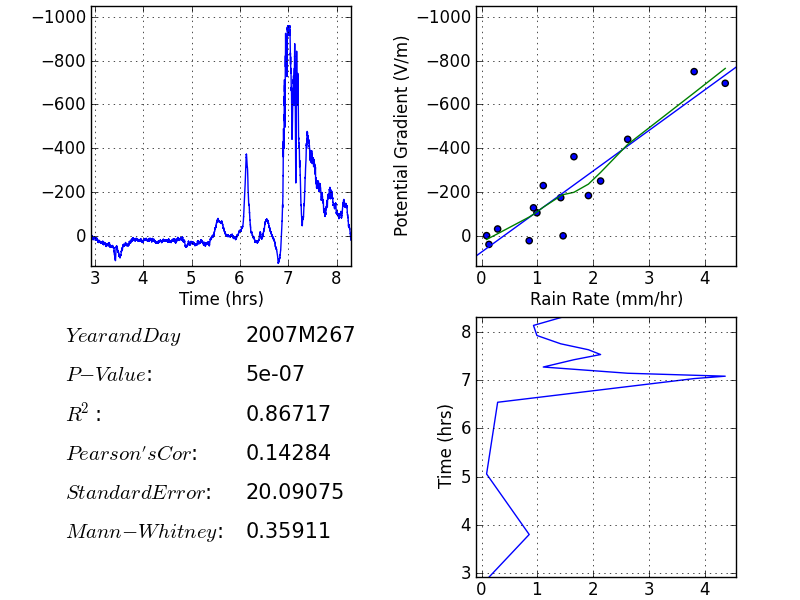 −1000
−800
−600
−400
−200
0
3 4 5 6 7 8
Time (hrs)
Potential Gradient (V/m)
−1000
−800
−600
−400
−200
0
0 1 2 3 4
Rain Rate (mm/hr)
YearandDay 2007M267
P−Value: 5e-07
R²: 0.86717
Pearson'sCor: 0.14284
StandardError: 20.09075
Mann−Whitney: 0.35911
Time (hrs)
8
7
6
5
4
3
0 1 2 3 4